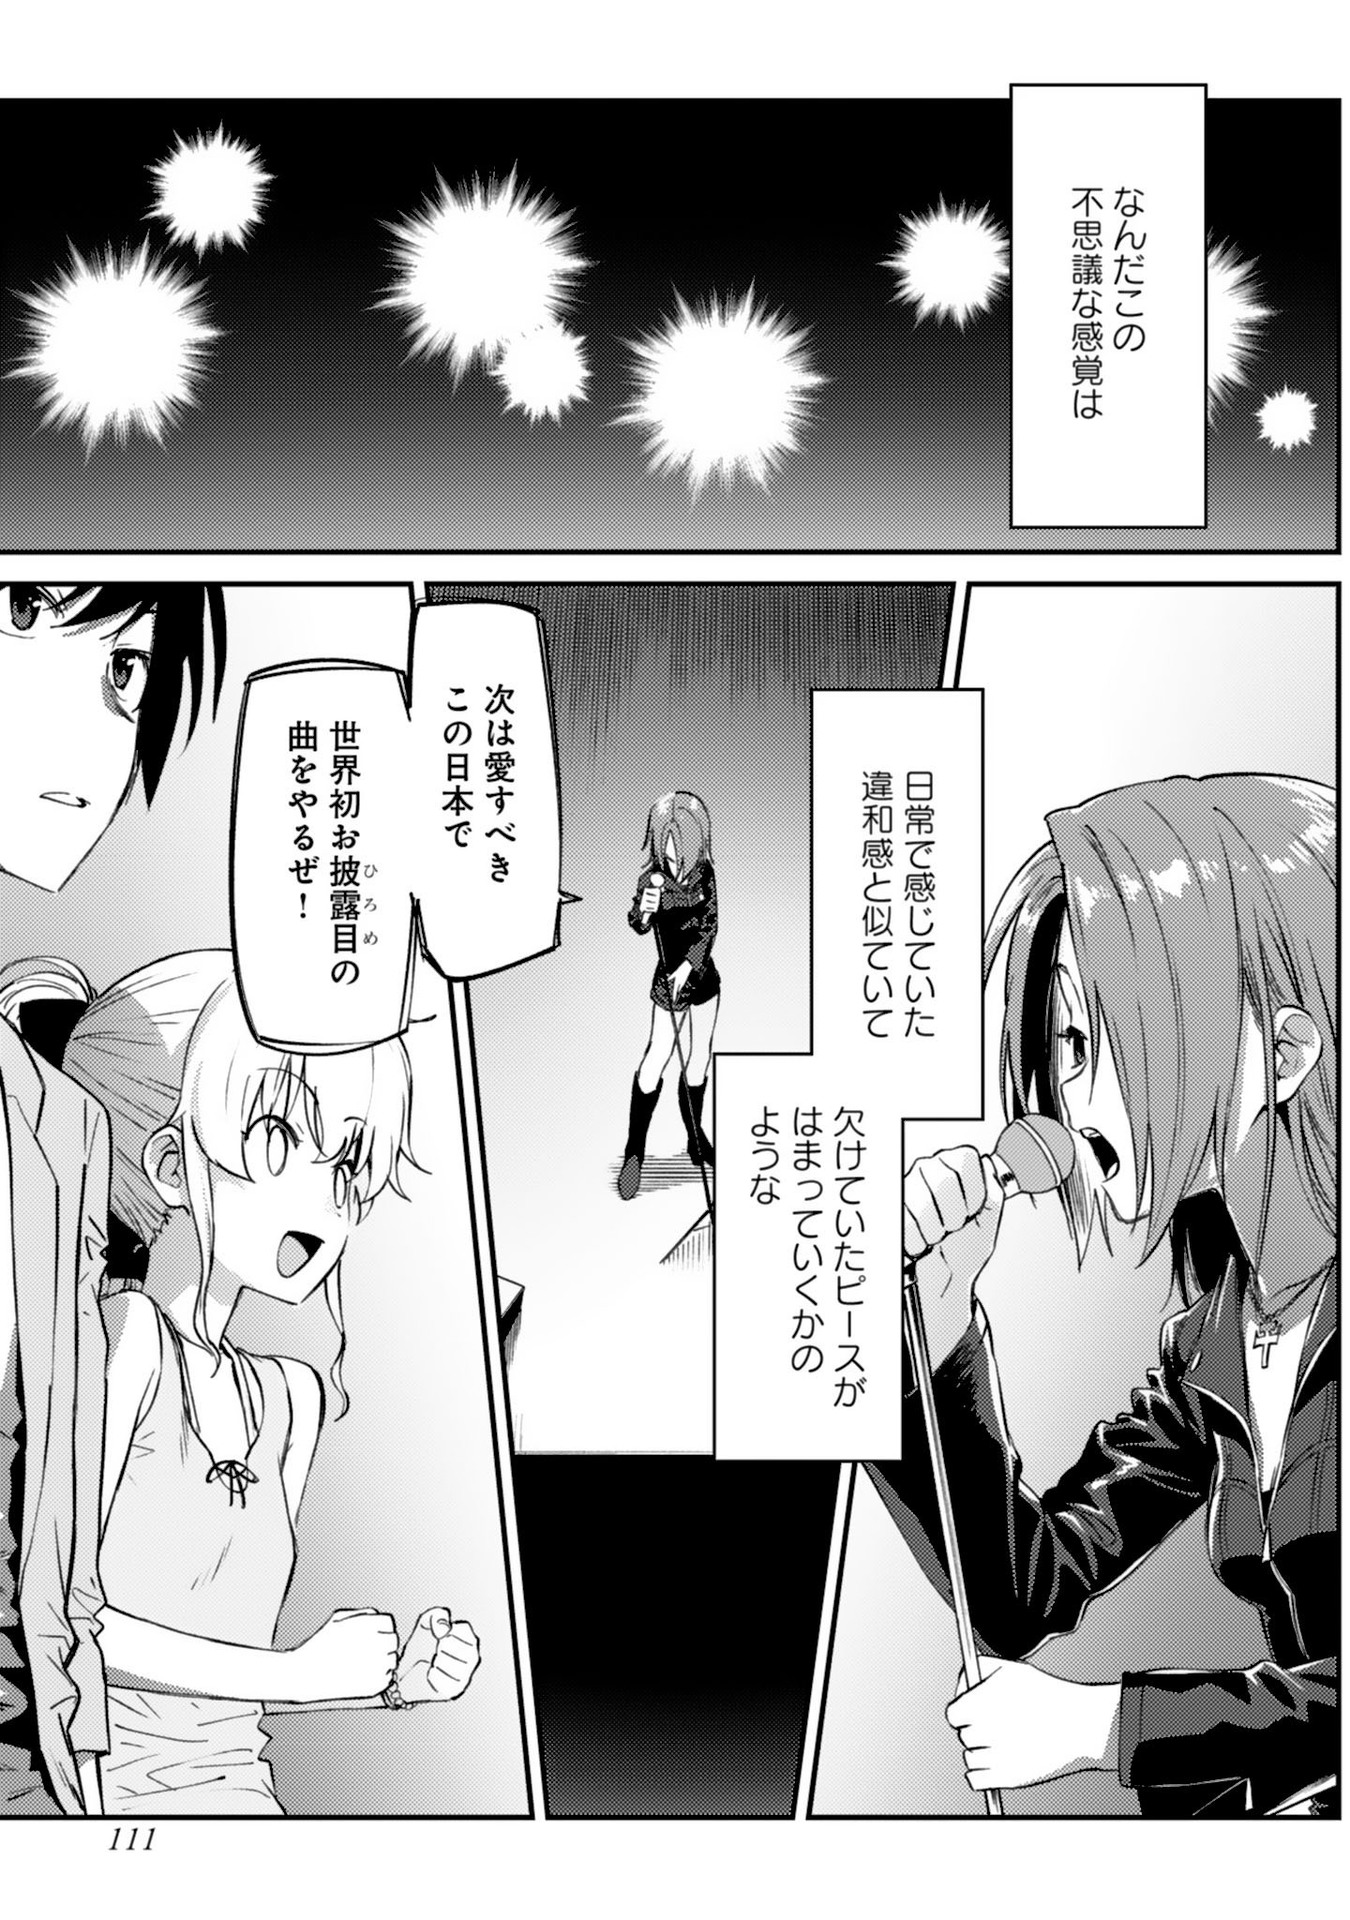 なんだこの
不思議な感覚は
日常で感じていた
違和感と似ていて
欠けていたピースが
はまっていくかの
ような
次は愛すべき
この日本で
世界初お披露目の
ひろめ
曲をやるぜ！
111